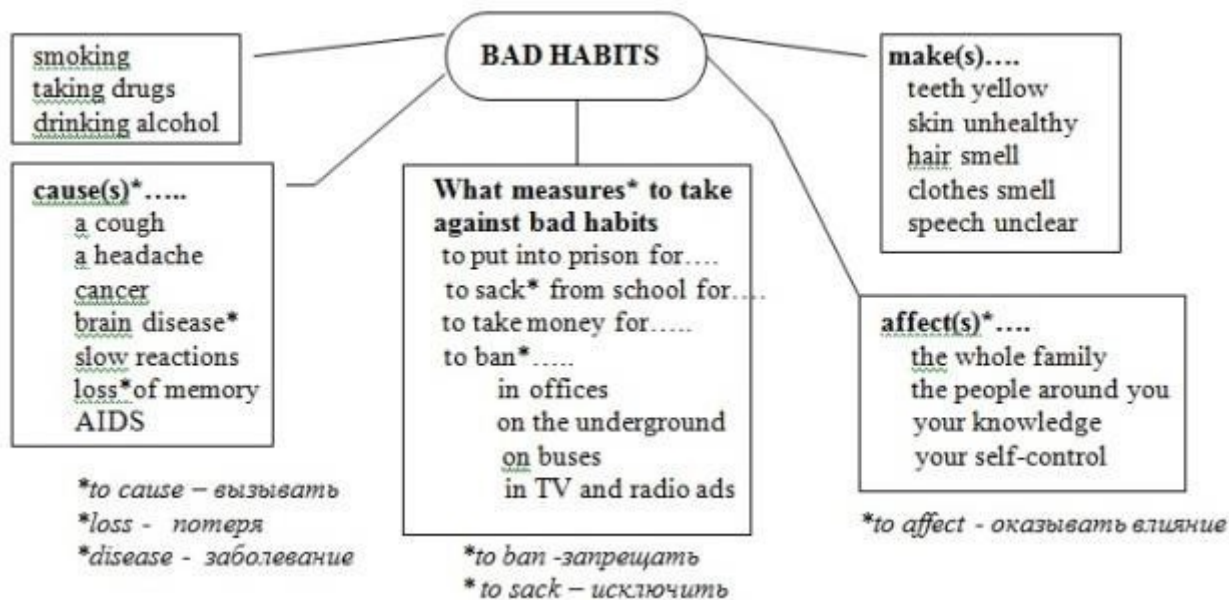 BAD HABITS
smoking
taking drugs
drinking alcohol
cause(s)*…..
a cough
a headache
cancer
brain disease*
slow reactions
loss*of memory
AIDS
*to cause – вызывать
*loss - потеря
*disease - заболевание
What measures* to take
against bad habits
to put into prison for….
to sack* from school for….
to take money for…..
to ban*…..
in offices
on the underground
on buses
in TV and radio ads
*to ban -запрещать
* to sack – исключить
make(s)….
teeth yellow
skin unhealthy
hair smell
clothes smell
speech unclear
affect(s)*….
the whole family
the people around you
your knowledge
your self-control
*to affect - оказывать влияние